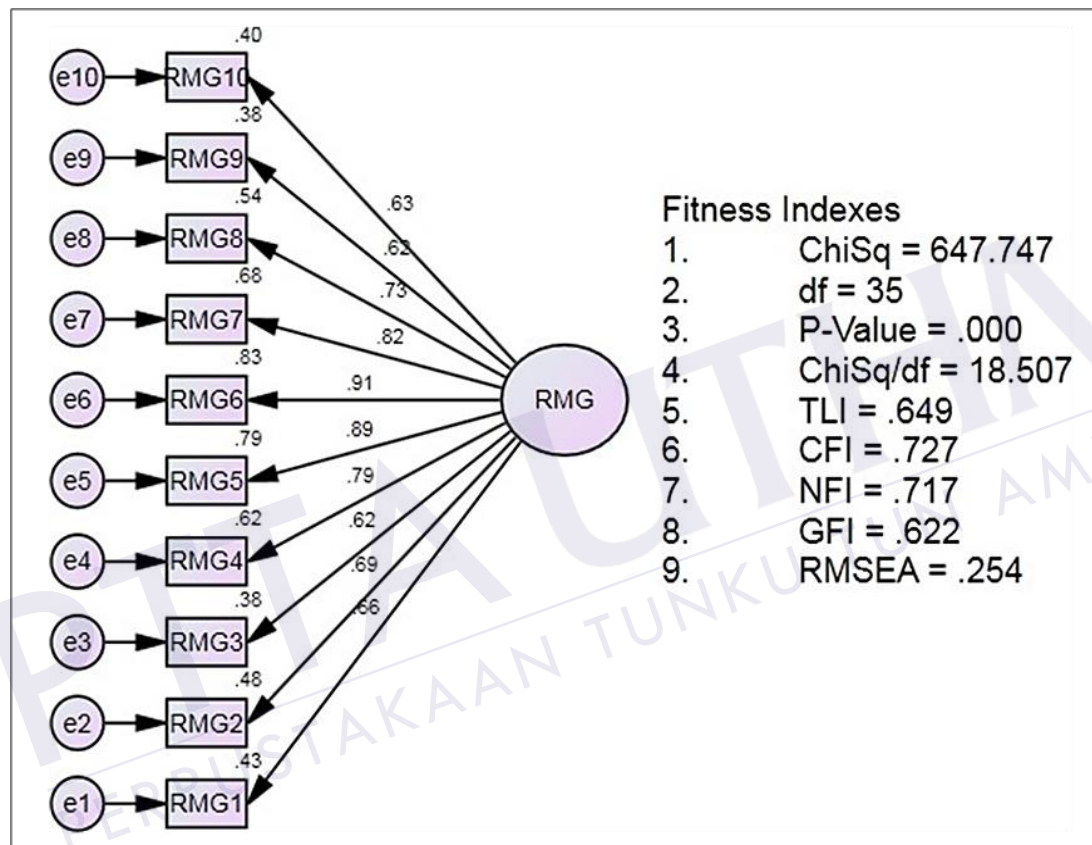 .40
e10 RMG10
.38
e9 RMG9
.54
e8 RMG8
.68
e7 RMG7
.83
e6 RMG6
.79
e5 RMG5
.62
e4 RMG4
.38
e3 RMG3
.48
e2 RMG2
.43
e1 RMG1
.63
.62
.73
.82
.91
.89
.79
.62
.69
.66
RMG
Fitness Indexes
1. ChiSq = 647.747
2. df = 35
3. P-Value = .000
4. ChiSq/df = 18.507
5. TLI = .649
6. CFI = .727
7. NFI = .717
8. GFI = .622
9. RMSEA = .254
PTTA UTHM
PERPUSTAKAAN TUNKU TUN AM